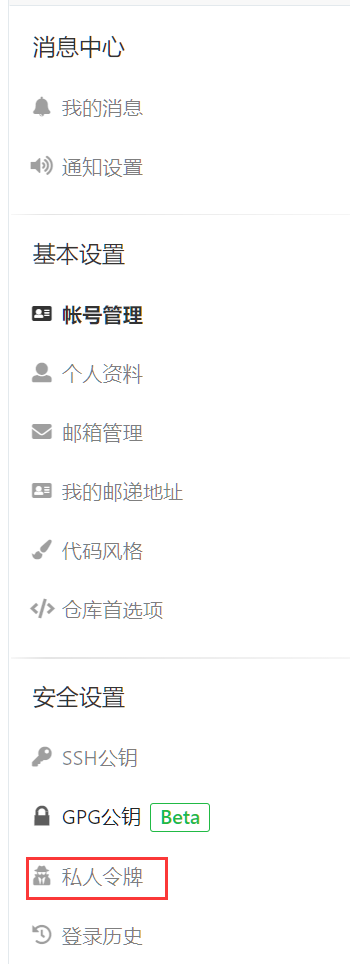 消息中心
我的消息
通知设置
基本设置
帐号管理
个人资料
邮箱管理
我的邮递地址
代码风格
仓库首选项
安全设置
SSH公钥
GPG公钥 Beta
私人令牌
登录历史